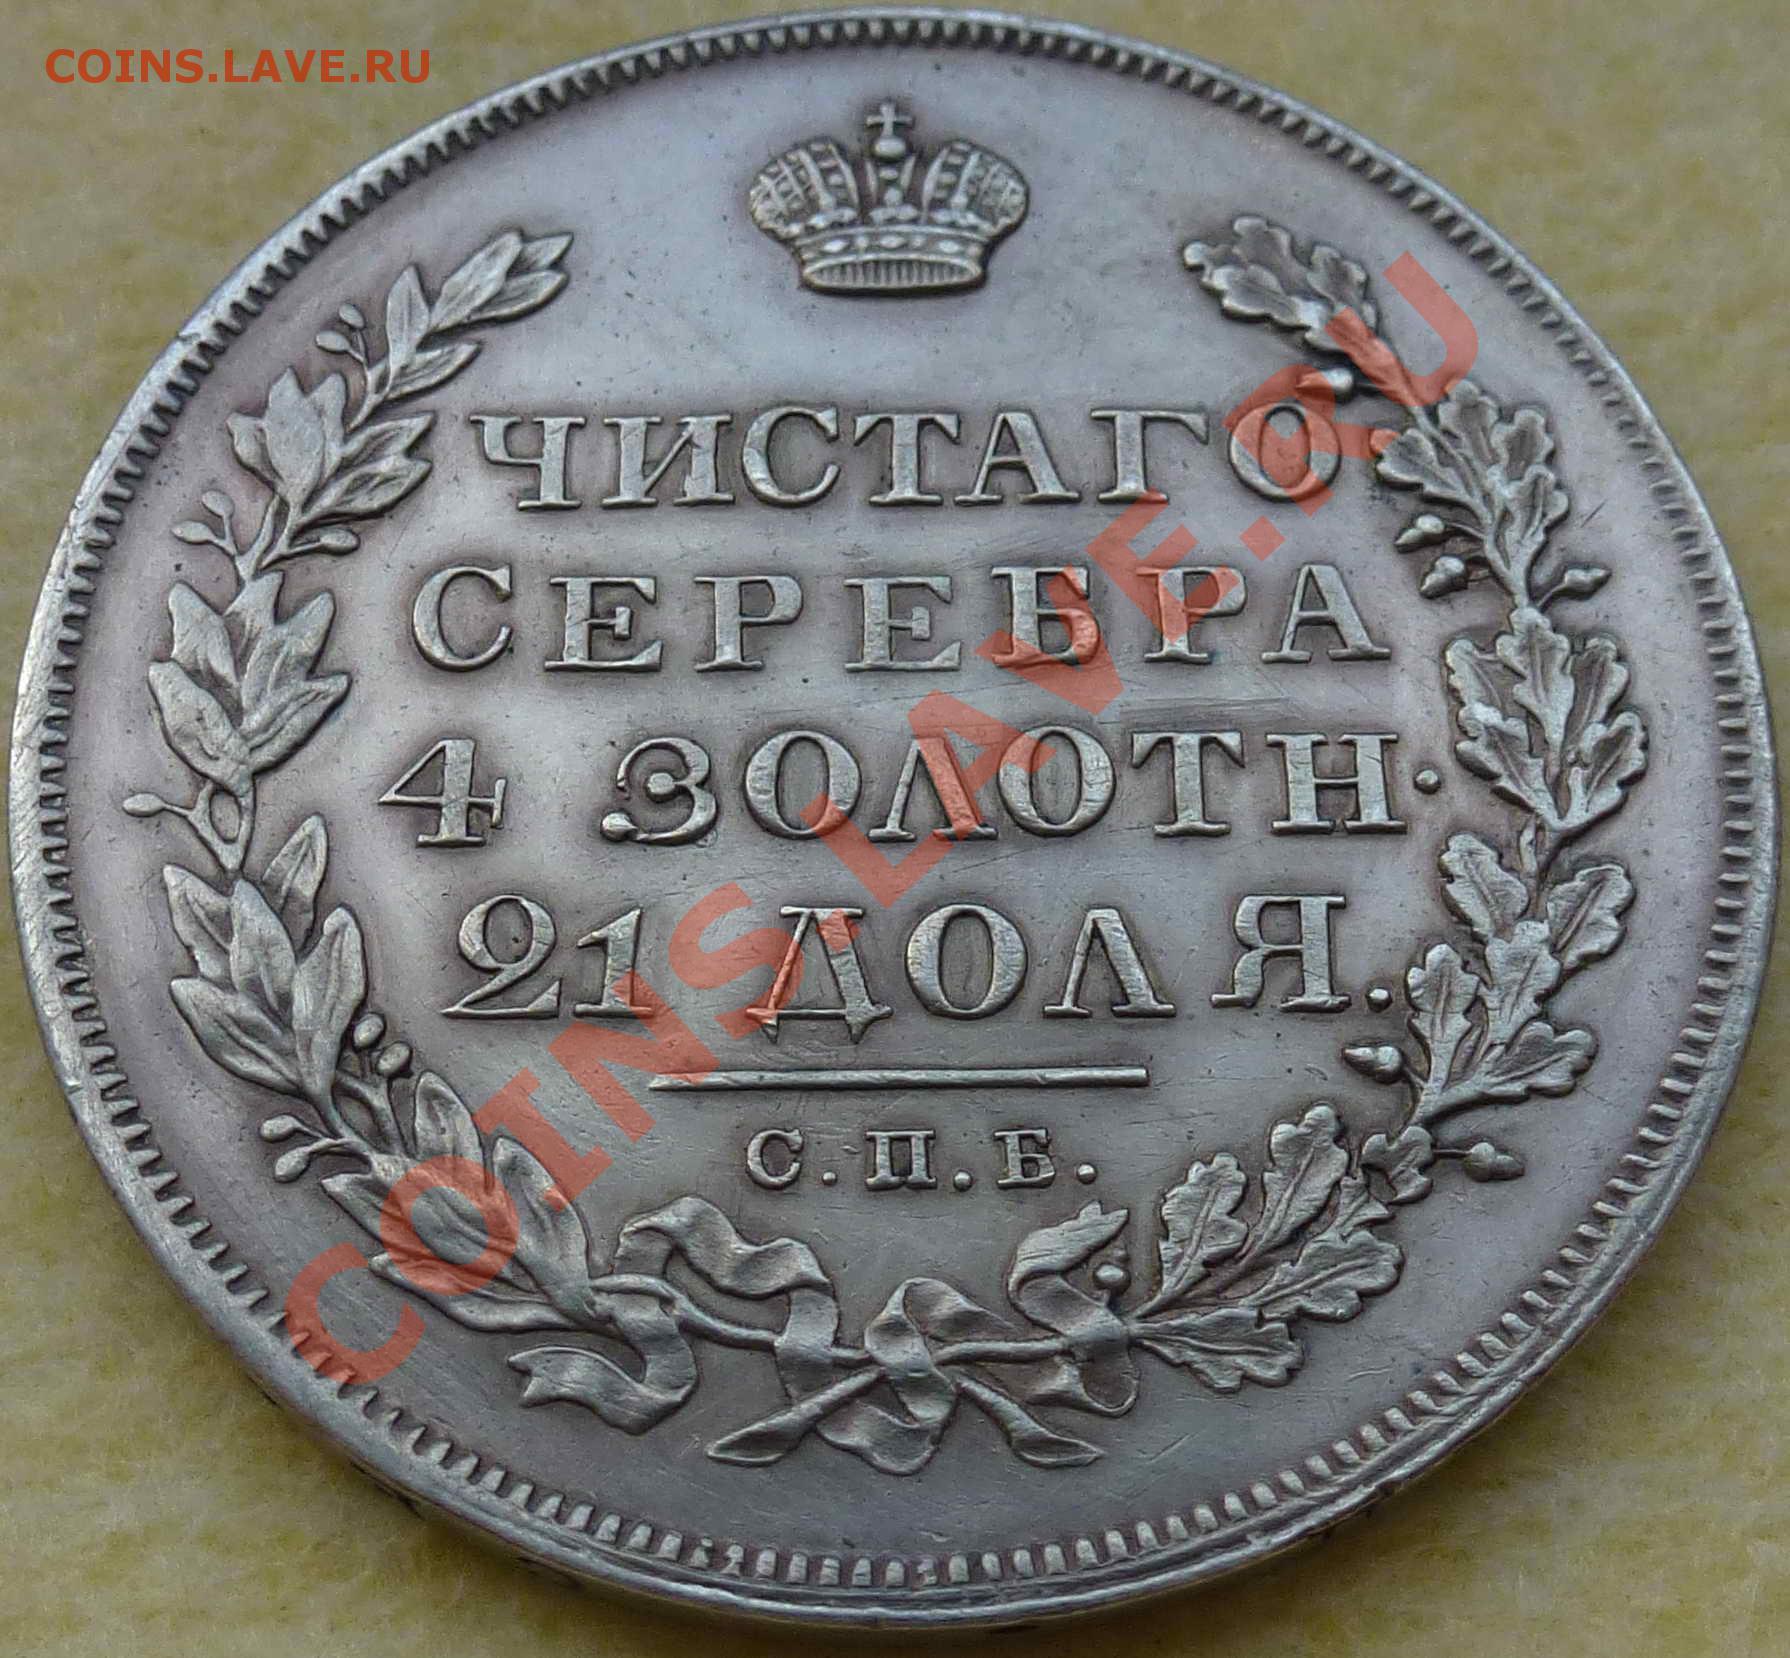 COINS.LAVE.RU
ЧИСТАГО
СЕРЕБРА
4 ЗОЛОТН.
21 ДОЛЯ.
С.П.Б.
COINS.LAVE.RU